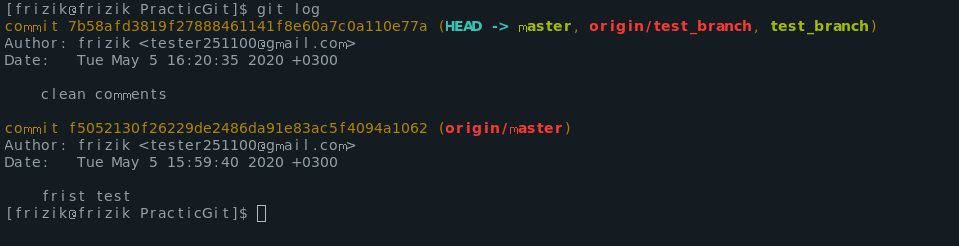 [frizik@frizik PracticGit]$ git log
commit 7b58afd3819f27888461141f8e60a7c0a110e77a (HEAD -> master, origin/test_branch, test_branch)
Author: frizik <tester251100@gmail.com>
Date:   Tue May 5 16:20:35 2020 +0300
clean comments
commit f5052130f26229de2486da91e83ac5f4094a1062 (origin/master)
Author: frizik <tester251100@gmail.com>
Date:   Tue May 5 15:59:40 2020 +0300
frist test
[frizik@frizik PracticGit]$